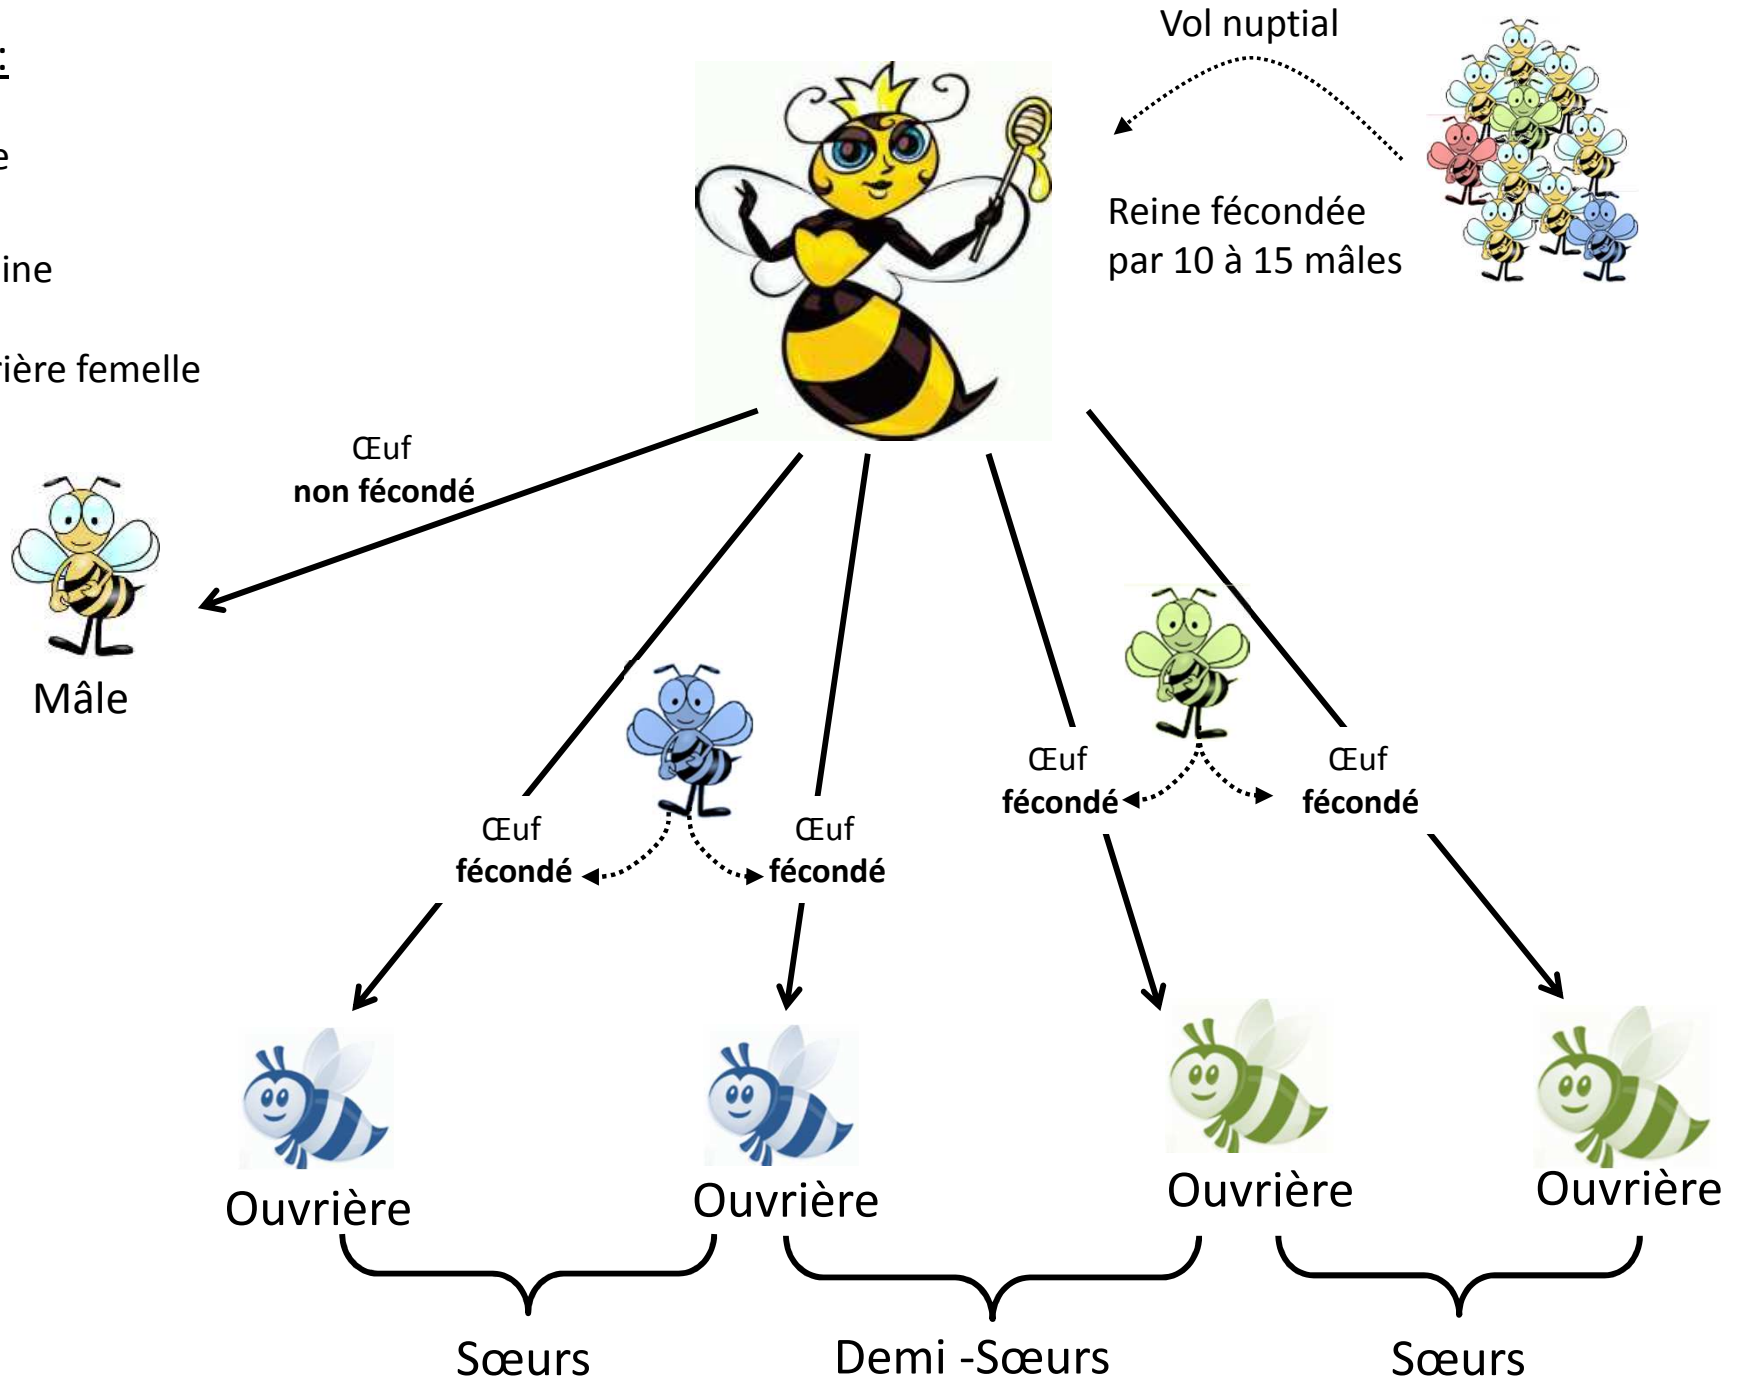 :
Vol nuptial
e
Reine fécondée
par 10 à 15 mâles
ine
ière femelle
Œuf
non fécondé
Mâle
Œuf
fécondé
Œuf
fécondé
Œuf
fécondé
Œuf
fécondé
Ouvrière
Ouvrière
Ouvrière
Ouvrière
Sœurs
Demi -Sœurs
Sœurs